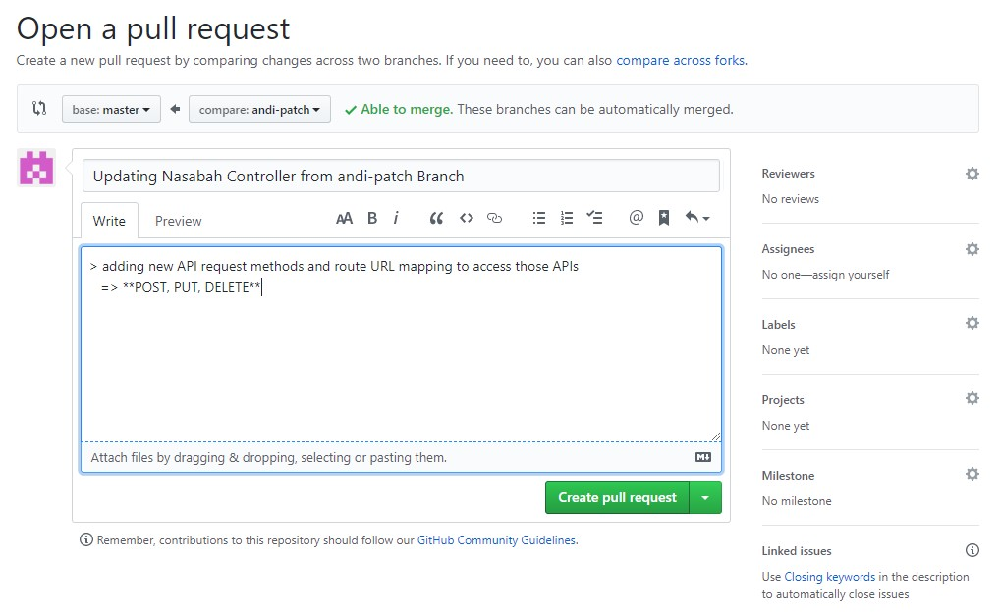 Open a pull request
Create a new pull request by comparing changes across two branches. If you need to, you can also compare across forks.
base: master
compare: andi-patch
Able to merge. These branches can be automatically merged.
Updating Nasabah Controller from andi-patch Branch
Write Preview AA B i
> adding new API request methods and route URL mapping to access those APIs
=> **POST, PUT, DELETE**
Attach files by dragging & dropping, selecting or pasting them.
Create pull request
Remember, contributions to this repository should follow our GitHub Community Guidelines.
Reviewers
No reviews
Assignees
No one—assign yourself
Labels
None yet
Projects
None yet
Milestone
No milestone
Linked issues
Use Closing keywords in the description
to automatically close issues